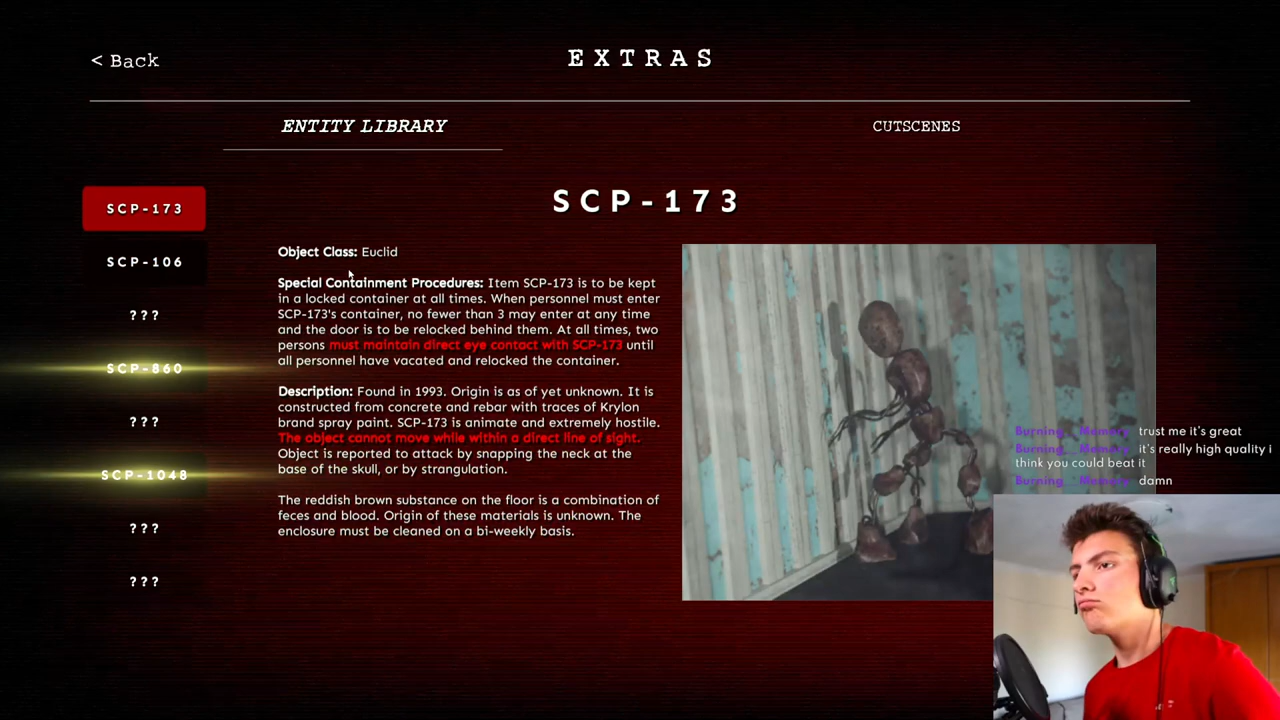 < Back
EXTRAS
ENTITY LIBRARY
CUTSCENES
SCP-173
SCP-106
???
SCP-860
???
SCP-1048
???
???
SCP-173
Object Class: Euclid
Special Containment Procedures: Item SCP-173 is to be kept
in a locked container at all times. When personnel must enter
SCP-173's container, no fewer than 3 may enter at any time
and the door is to be relocked behind them. At all times, two
persons must maintain direct eye contact with SCP-173 until
all personnel have vacated and relocked the container.
Description: Found in 1993. Origin is as of yet unknown. It is
constructed from concrete and rebar with traces of Krylon
brand spray paint. SCP-173 is animate and extremely hostile.
The object cannot move while within a direct line of sight.
Object is reported to attack by snapping the neck at the
base of the skull, or by strangulation.
The reddish brown substance on the floor is a combination of
feces and blood. Origin of these materials is unknown. The
enclosure must be cleaned on a bi-weekly basis.
Burning_Memory trust me it's great
Burning_Memory it's really high quality i
think you could beat it
Burning_Memory damn